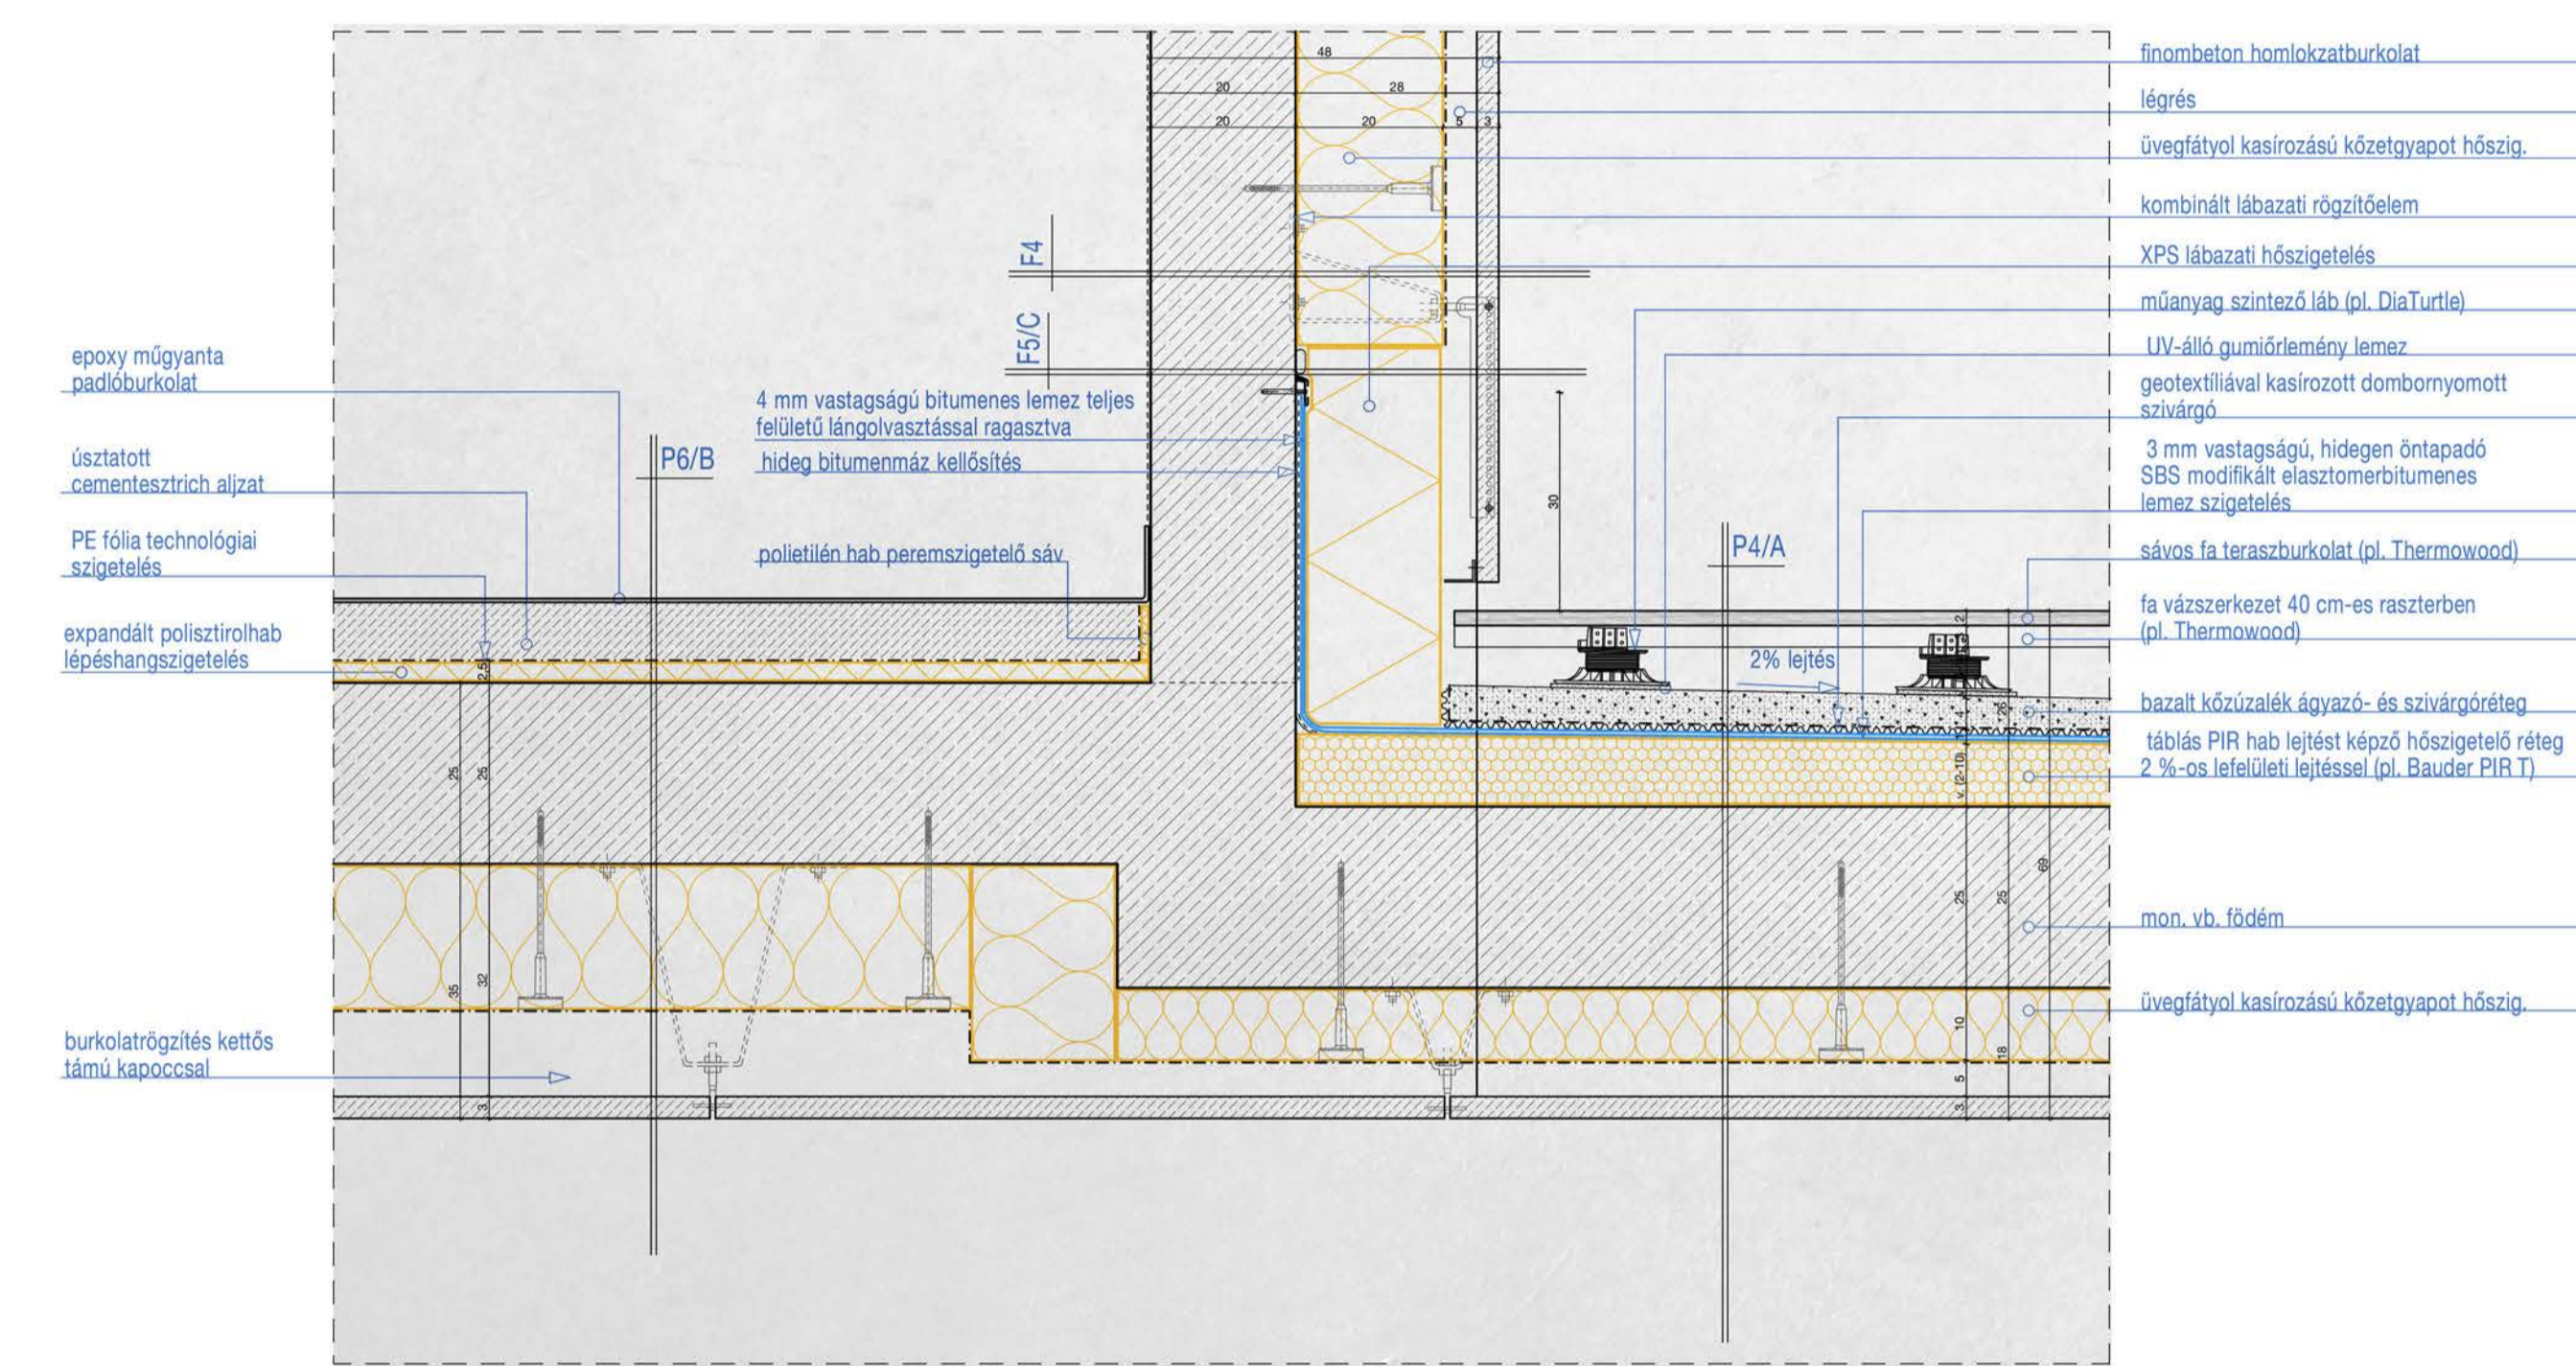 epoxy műgyanta
padlóburkolat
úsztatott
cementesztrich aljzat
PE fólia technológiai
szigetelés
expandált polisztirolhab
lépéshangszigetelés
burkolatrögzítés kettős
támú kapoccsal
P6/B
4 mm vastagságú bitumenes lemez teljes
felületű lángolvasztással ragasztva
hideg bitumenmáz kellősítés
polietilén hab peremszigetelő sáv
F4
F5/C
48
20
28
20
20
5
3
30
P4/A
2% lejtés
2,5
25
25
35
32
3
2
26
v. (2-10)
69
25
25
10
18
5
3
finombeton homlokzatburkolat
légrés
üvegfátyol kasírozású kőzetgyapot hőszig.
kombinált lábazati rögzítőelem
XPS lábazati hőszigetelés
műanyag szintező láb (pl. DiaTurtle)
UV-álló gumiőrlemény lemez
geotextíliával kasírozott dombornyomott
szivárgó
3 mm vastagságú, hidegen öntapadó
SBS modifikált elasztomerbitumenes
lemez szigetelés
sávos fa teraszburkolat (pl. Thermowood)
fa vázszerkezet 40 cm-es raszterben
(pl. Thermowood)
bazalt kőzúzalék ágyazó- és szivárgóréteg
táblás PIR hab lejtést képző hőszigetelő réteg
2 %-os lefelületi lejtéssel (pl. Bauder PIR T)
mon. vb. födém
üvegfátyol kasírozású kőzetgyapot hőszig.